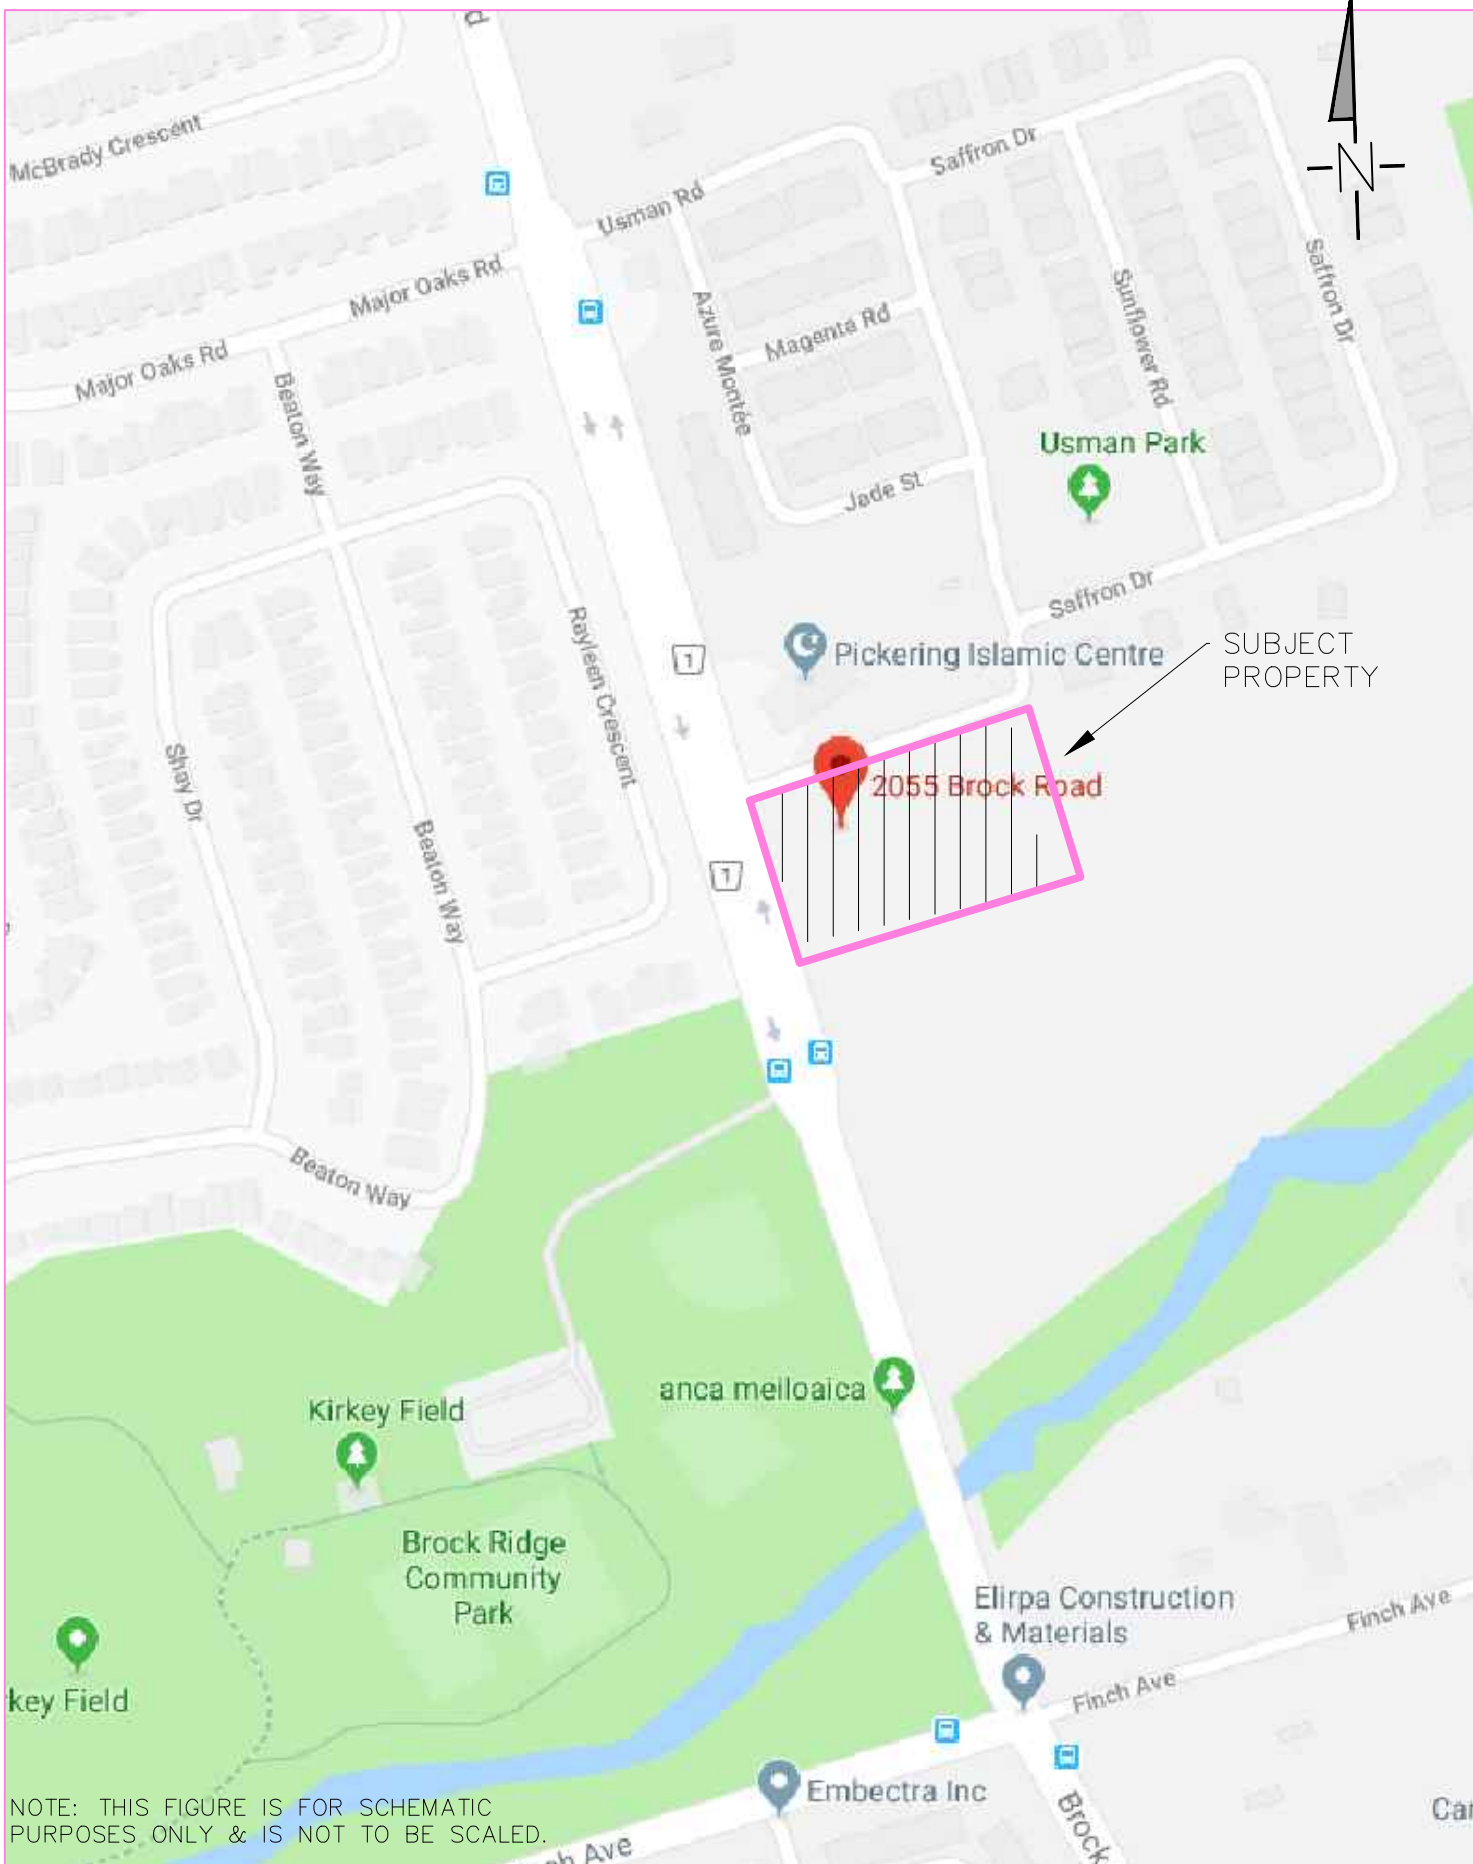 McBrady Crescent
N
Saffron Dr
Usman Rd
Major Oaks Rd
Saffron Dr
Azure Montée
Sunflower Rd
Magenta Rd
Major Oaks Rd
Beaton Way
Usman Park
Jade St
Saffron Dr
Rayleen Crescent
1
Pickering Islamic Centre
SUBJECT
PROPERTY
Shay Dr
2055 Brock Road
Beaton Way
1
Beaton Way
anca meiloaica
Kirkey Field
Brock Ridge
Community
Park
Elirpa Construction
& Materials
Finch Ave
key Field
Finch Ave
Embectra Inc
NOTE: THIS FIGURE IS FOR SCHEMATIC
PURPOSES ONLY & IS NOT TO BE SCALED.
Brock
Ave